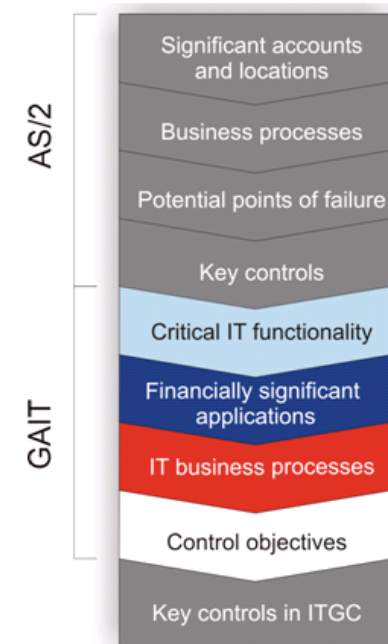 AS/2
Significant accounts
and locations
Business processes
Potential points of failure
Key controls
GAIT
Critical IT functionality
Financially significant
applications
IT business processes
Control objectives
Key controls in ITGC